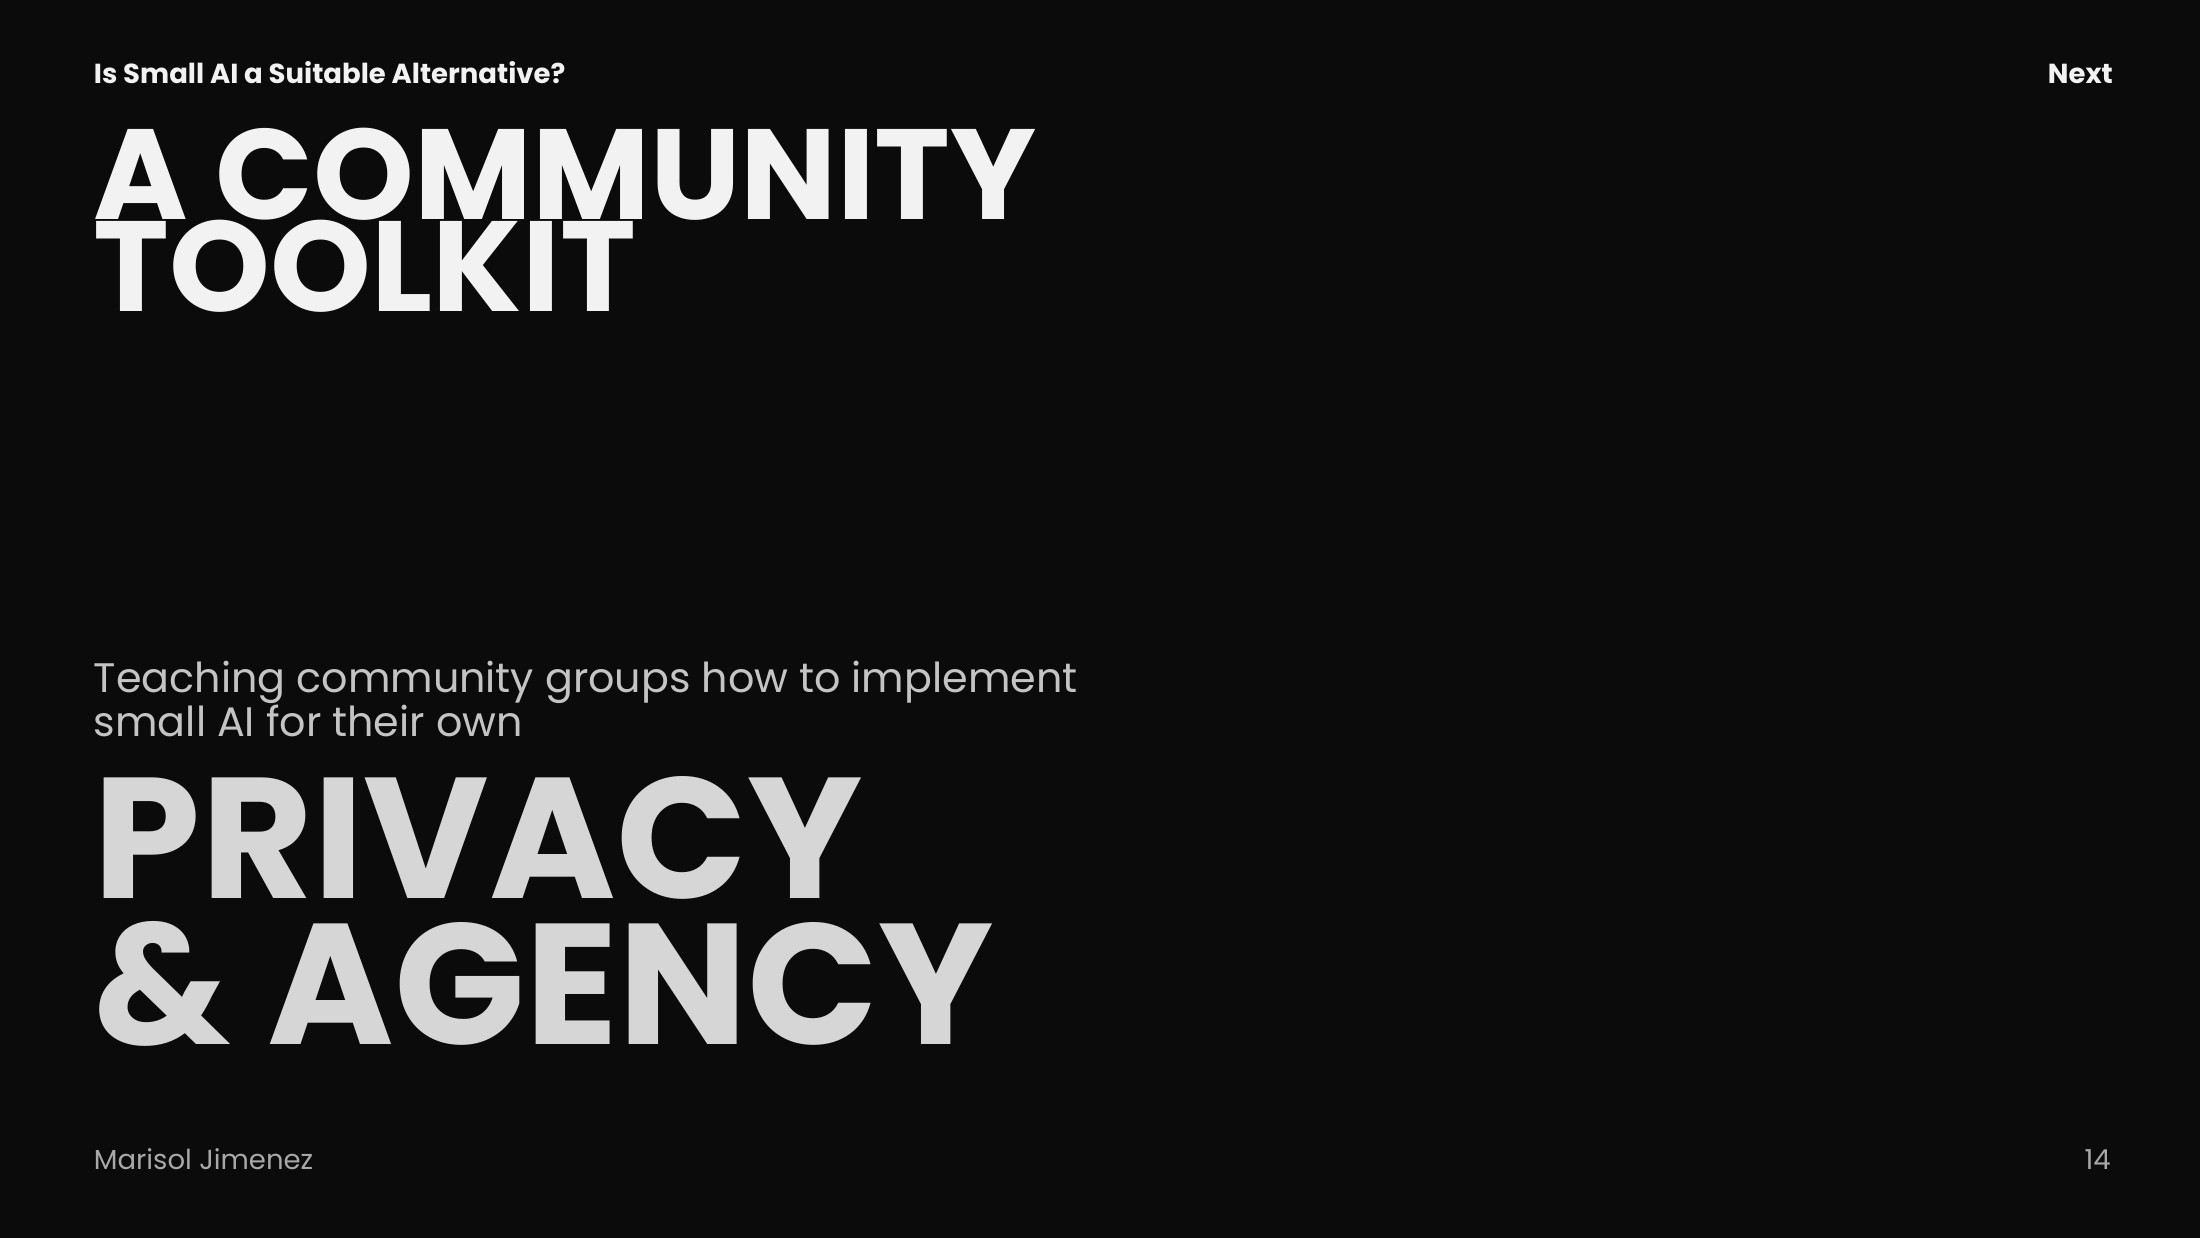 Is Small AI a Suitable Alternative?
Next
A COMMUNITY
TOOLKIT
Teaching community groups how to implement
small AI for their own
PRIVACY
& AGENCY
Marisol Jimenez
14